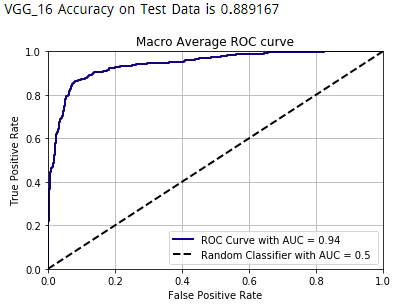 VGG_16 Accuracy on Test Data is 0.889167
Macro Average ROC curve
1.0
0.8
0.6
0.4
0.2
0.0
True Positive Rate
ROC Curve with AUC = 0.94
Random Classifier with AUC = 0.5
0.0 0.2 0.4 0.6 0.8 1.0
False Positive Rate